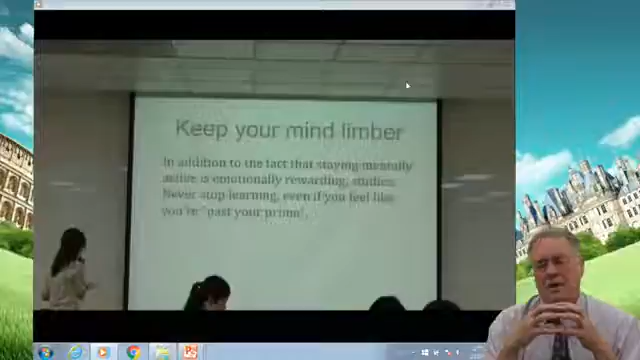 Keep your mind limber
In addition to the fact that staying mentally
active is emotionally rewarding, studies
Never stop learning, even if you feel like
you're "past your prime".